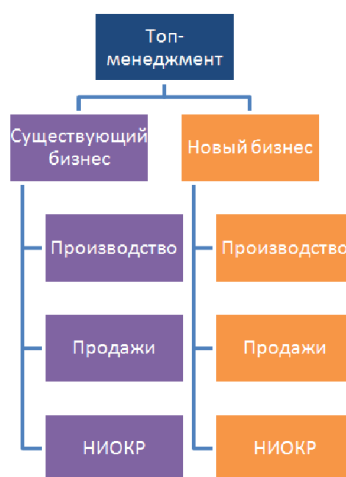 Топ-
менеджмент
Существующий
бизнес
Новый бизнес
Производство
Производство
Продажи
Продажи
НИОКР
НИОКР